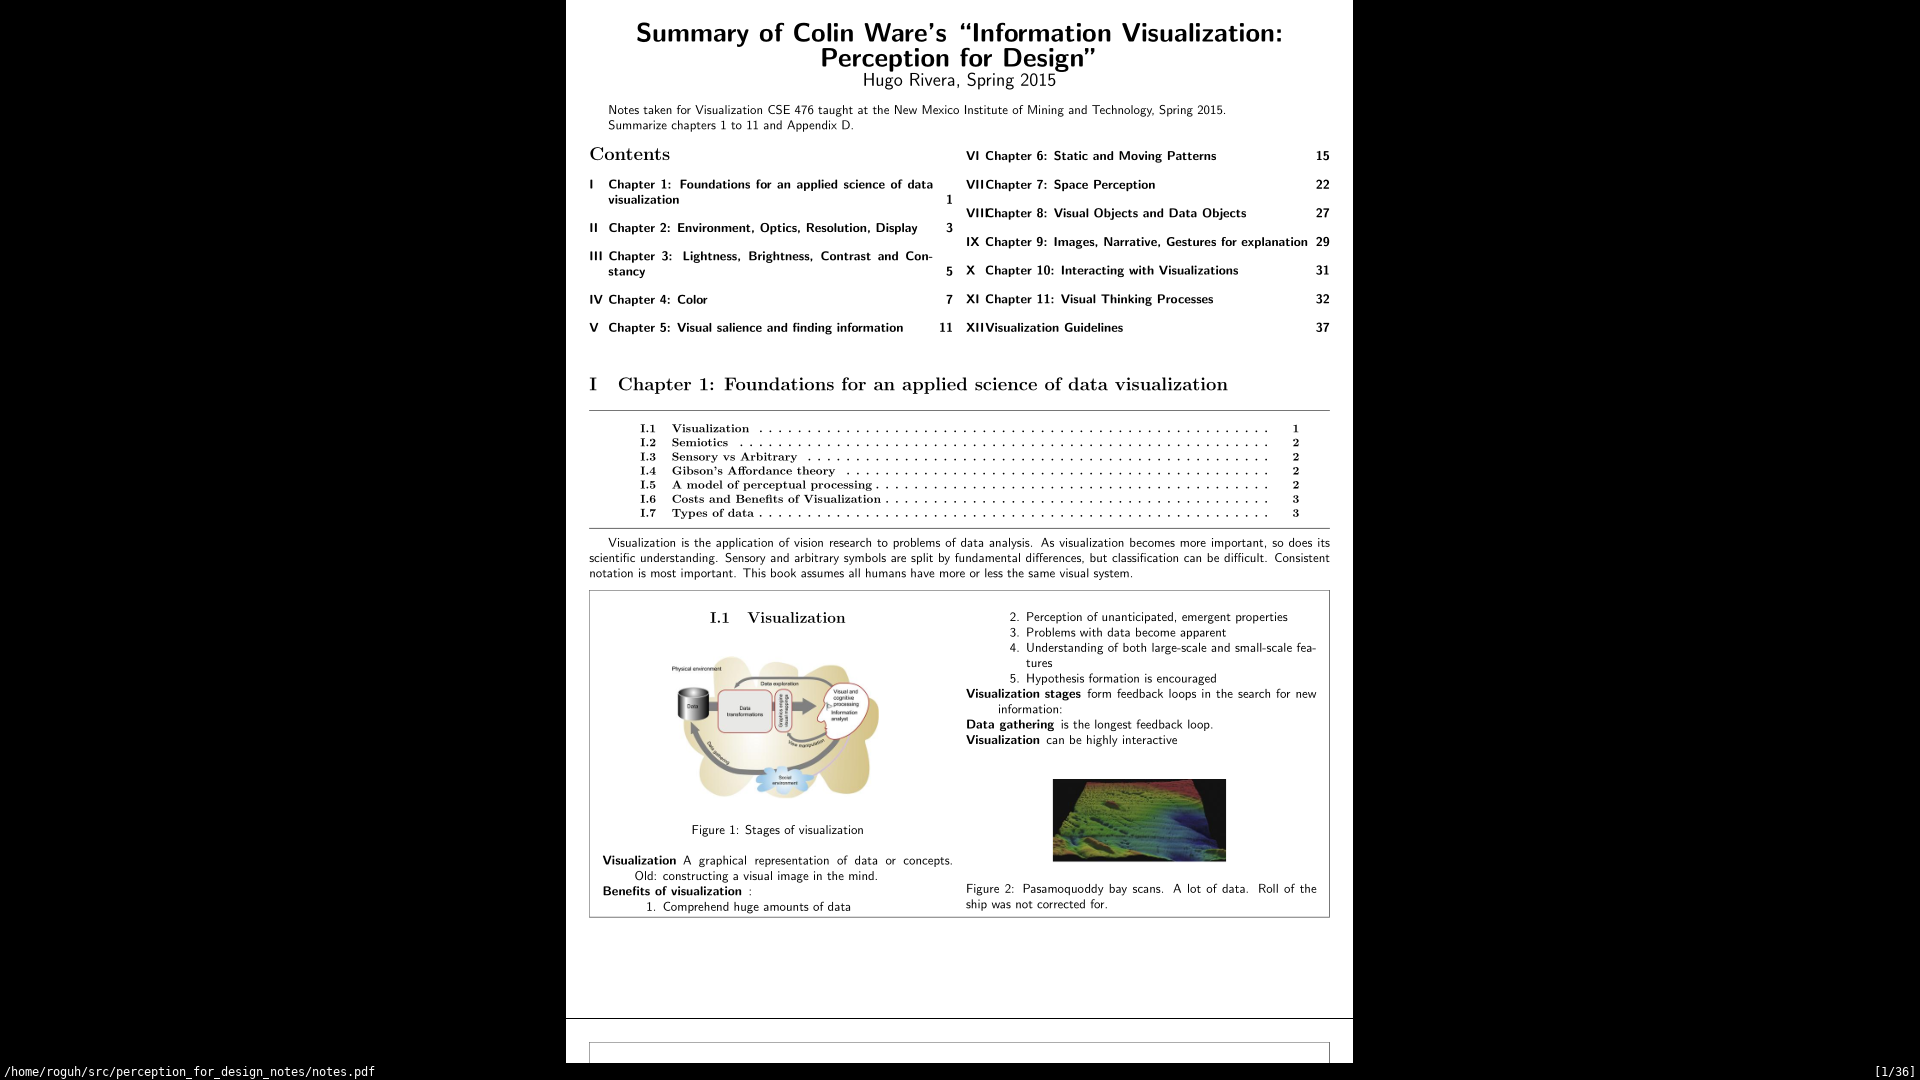 Summary of Colin Ware's “Information Visualization:
Perception for Design”
Hugo Rivera, Spring 2015
Notes taken for Visualization CSE 476 taught at the New Mexico Institute of Mining and Technology, Spring 2015.
Summarize chapters 1 to 11 and Appendix D.
Contents
I Chapter 1: Foundations for an applied science of data
visualization 1
II Chapter 2: Environment, Optics, Resolution, Display 3
III Chapter 3: Lightness, Brightness, Contrast and Con-
stancy 5
IV Chapter 4: Color 7
V Chapter 5: Visual salience and finding information 11
VI Chapter 6: Static and Moving Patterns 15
VII Chapter 7: Space Perception 22
VIII Chapter 8: Visual Objects and Data Objects 27
IX Chapter 9: Images, Narrative, Gestures for explanation 29
X Chapter 10: Interacting with Visualizations 31
XI Chapter 11: Visual Thinking Processes 32
XII Visualization Guidelines 37
I Chapter 1: Foundations for an applied science of data visualization
I.1 Visualization . . . . . . . . . . 1
I.2 Semiotics . . . . . . . . . . 2
I.3 Sensory vs Arbitrary . . . . . . . . . . 2
I.4 Gibson's Affordance theory . . . . . . . . . . 2
I.5 A model of perceptual processing . . . . . . . . . . 2
I.6 Costs and Benefits of Visualization . . . . . . . . . . 3
I.7 Types of data . . . . . . . . . . 3
Visualization is the application of vision research to problems of data analysis. As visualization becomes more important, so does its
scientific understanding. Sensory and arbitrary symbols are split by fundamental differences, but classification can be difficult. Consistent
notation is most important. This book assumes all humans have more or less the same visual system.
I.1 Visualization
Physical environment
Data exploration
Data
Data
transformations
Graphics engine
Visual mappings
Visual and
cognitive
processing
Information
analyst
View manipulation
Data gathering
Social
environment
Figure 1: Stages of visualization
Visualization A graphical representation of data or concepts.
Old: constructing a visual image in the mind.
Benefits of visualization :
1. Comprehend huge amounts of data
2. Perception of unanticipated, emergent properties
3. Problems with data become apparent
4. Understanding of both large-scale and small-scale fea-
tures
5. Hypothesis formation is encouraged
Visualization stages form feedback loops in the search for new
information:
Data gathering is the longest feedback loop.
Visualization can be highly interactive
Figure 2: Pasamoquoddy bay scans. A lot of data. Roll of the
ship was not corrected for.
/home/roguh/src/perception_for_design_notes/notes.pdf
[1/36]